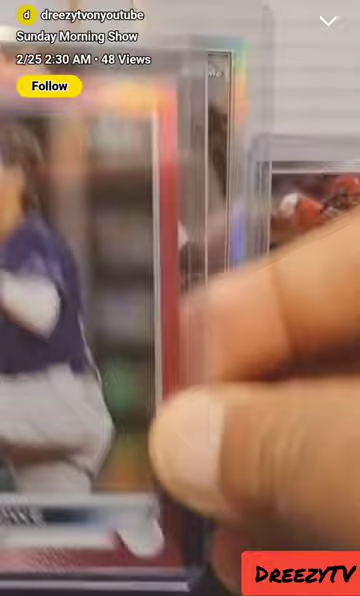 d dreezytvonyoutube
Sunday Morning Show
2/25 2:30 AM • 48 Views
Follow
DREEZYTV